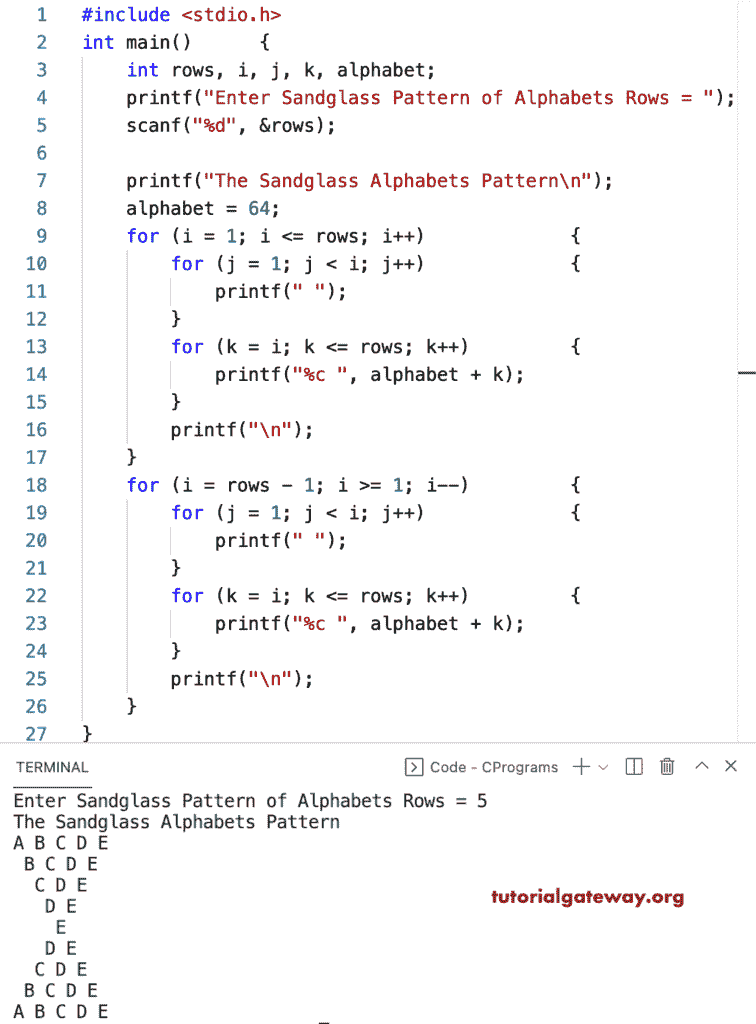 1 #include <stdio.h>
2 int main()      {
3     int rows, i, j, k, alphabet;
4     printf("Enter Sandglass Pattern of Alphabets Rows = ");
5     scanf("%d", &rows);
6
7     printf("The Sandglass Alphabets Pattern\n");
8     alphabet = 64;
9     for (i = 1; i <= rows; i++)             {
10         for (j = 1; j < i; j++)             {
11             printf(" ");
12         }
13         for (k = i; k <= rows; k++)         {
14             printf("%c ", alphabet + k);
15         }
16         printf("\n");
17     }
18     for (i = rows - 1; i >= 1; i--)         {
19         for (j = 1; j < i; j++)             {
20             printf(" ");
21         }
22         for (k = i; k <= rows; k++)         {
23             printf("%c ", alphabet + k);
24         }
25         printf("\n");
26     }
27 }
TERMINAL Code - CPrograms
Enter Sandglass Pattern of Alphabets Rows = 5
The Sandglass Alphabets Pattern
A B C D E
 B C D E
  C D E
tutorialgateway.org
   D E
    E
   D E
  C D E
 B C D E
A B C D E